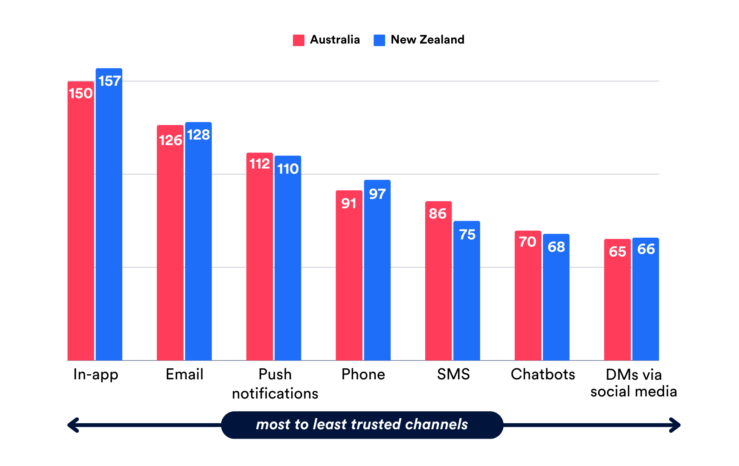 Australia New Zealand
150 157 126 128 112 110 91 97 86 75 70 68 65 66
In-app Email Push notifications Phone SMS Chatbots DMs via social media
most to least trusted channels